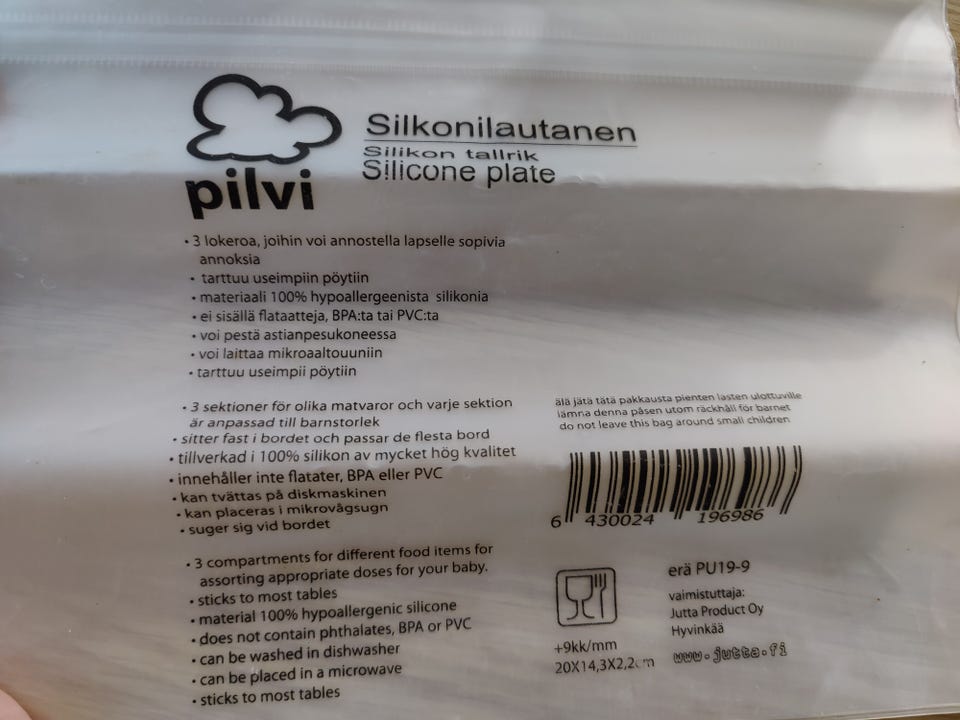 pilvi
Silkonilautanen
Silikon tallrik
Silicone plate
• 3 lokeroa, joihin voi annostella lapselle sopivia
annoksia
• tarttuu useimpiin pöytiin
• materiaali 100% hypoallergeenista silikonia
• ei sisällä flataatteja, BPA:ta tai PVC:ta
• voi pestä astianpesukoneessa
• voi laittaa mikroaaltouuniin
• tarttuu useimpii pöytiin
• 3 sektioner för olika matvaror och varje sektion
är anpassad till barnstorlek
• sitter fast i bordet och passar de flesta bord
• tillverkad i 100% silikon av mycket hög kvalitet
• innehåller inte flatater, BPA eller PVC
• kan tvättas på diskmaskinen
• kan placeras i mikrovågsugn
• suger sig vid bordet
• 3 compartments for different food items for
assorting appropriate doses for your baby.
• sticks to most tables
• material 100% hypoallergenic silicone
• does not contain phthalates, BPA or PVC
• can be washed in dishwasher
• can be placed in a microwave
• sticks to most tables
älä jätä tätä pakkausta pienten lasten ulottuville
lämna denna påsen utom räckhåll för barnet
do not leave this bag around small children
6 430024 196986
+9kk/mm
20X14,3X2,2cm
erä PU19-9
vaimistuttaja:
Jutta Product Oy
Hyvinkää
www.jutta.fi